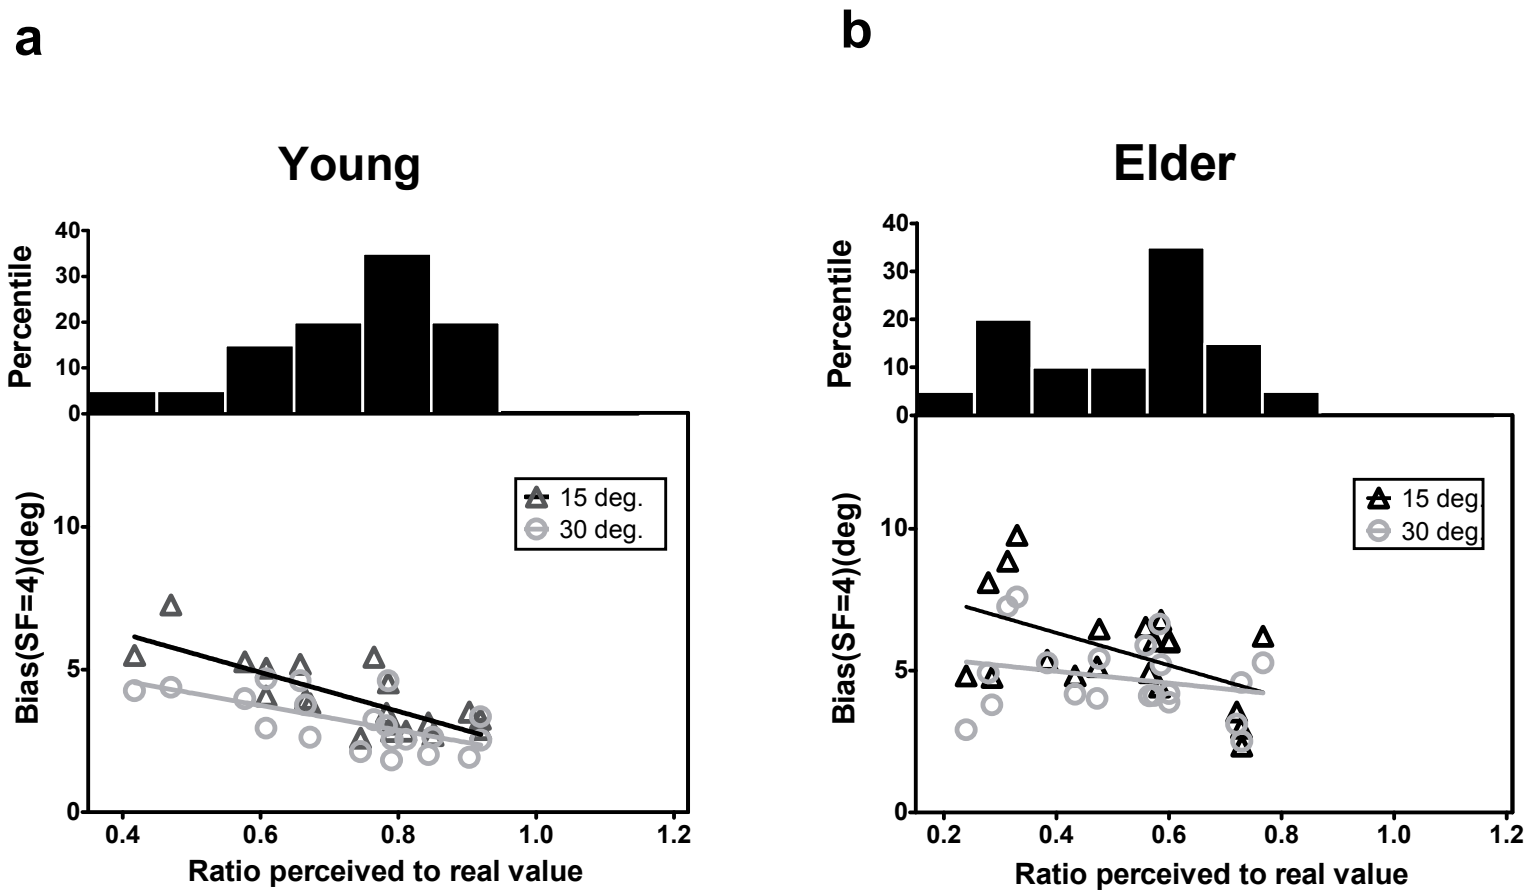 a
b
Young
Elder
Percentile
40
30
20
10
0
Percentile
40
30
20
10
0
Bias(SF=4)(deg)
10
5
0
15 deg.
30 deg.
0.4 0.6 0.8 1.0 1.2
Ratio perceived to real value
Bias(SF=4)(deg)
10
5
0
15 deg.
30 deg.
0.2 0.4 0.6 0.8 1.0 1.2
Ratio perceived to real value